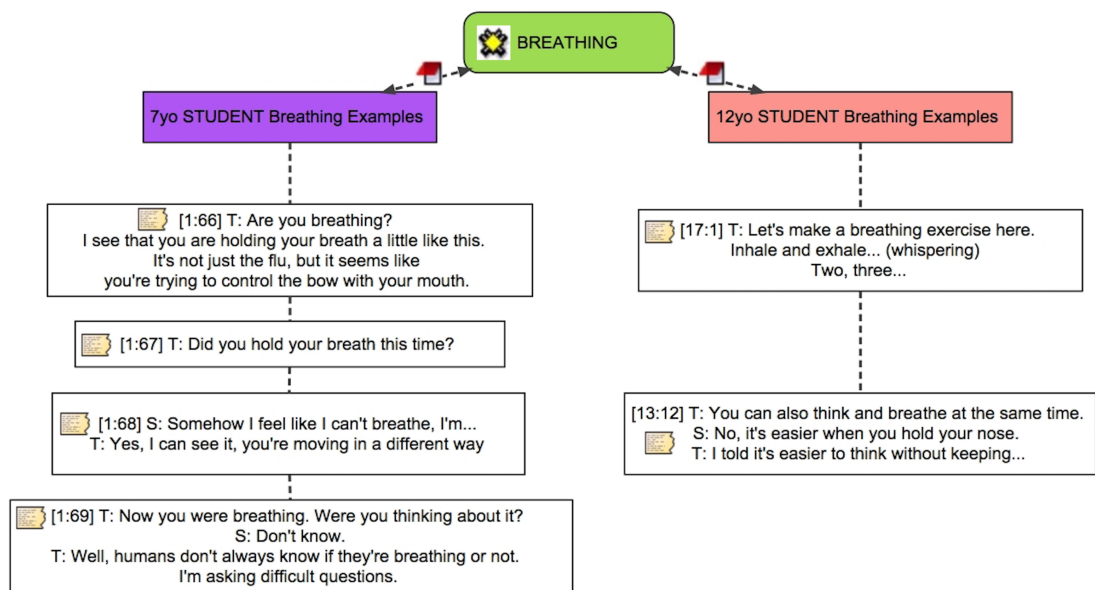 BREATHING
7yo STUDENT Breathing Examples
[1:66] T: Are you breathing?
I see that you are holding your breath a little like this.
It's not just the flu, but it seems like
you're trying to control the bow with your mouth.
[1:67] T: Did you hold your breath this time?
[1:68] S: Somehow I feel like I can't breathe, I'm...
T: Yes, I can see it, you're moving in a different way
[1:69] T: Now you were breathing. Were you thinking about it?
S: Don't know.
T: Well, humans don't always know if they're breathing or not.
I'm asking difficult questions.
12yo STUDENT Breathing Examples
[17:1] T: Let's make a breathing exercise here.
Inhale and exhale... (whispering)
Two, three...
[13:12] T: You can also think and breathe at the same time.
S: No, it's easier when you hold your nose.
T: I told it's easier to think without keeping...